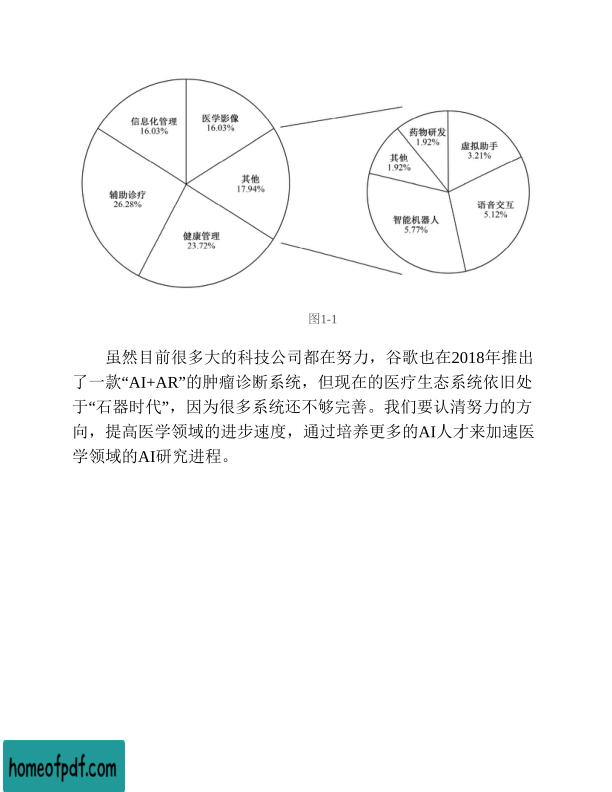 信息化管理
16.03%
医学影像
16.03%
其他
17.94%
健康管理
23.72%
辅助诊疗
26.28%
药物研发
1.92%
虚拟助手
3.21%
语音交互
5.12%
智能机器人
5.77%
其他
1.92%
图1-1
虽然目前很多大的科技公司都在努力，谷歌也在2018年推出
了一款“AI+AR”的肿瘤诊断系统，但现在的医疗生态系统依旧处
于“石器时代”，因为很多系统还不够完善。我们要认清努力的方
向，提高医学领域的进步速度，通过培养更多的AI人才来加速医
学领域的AI研究进程。
homeofpdf.com